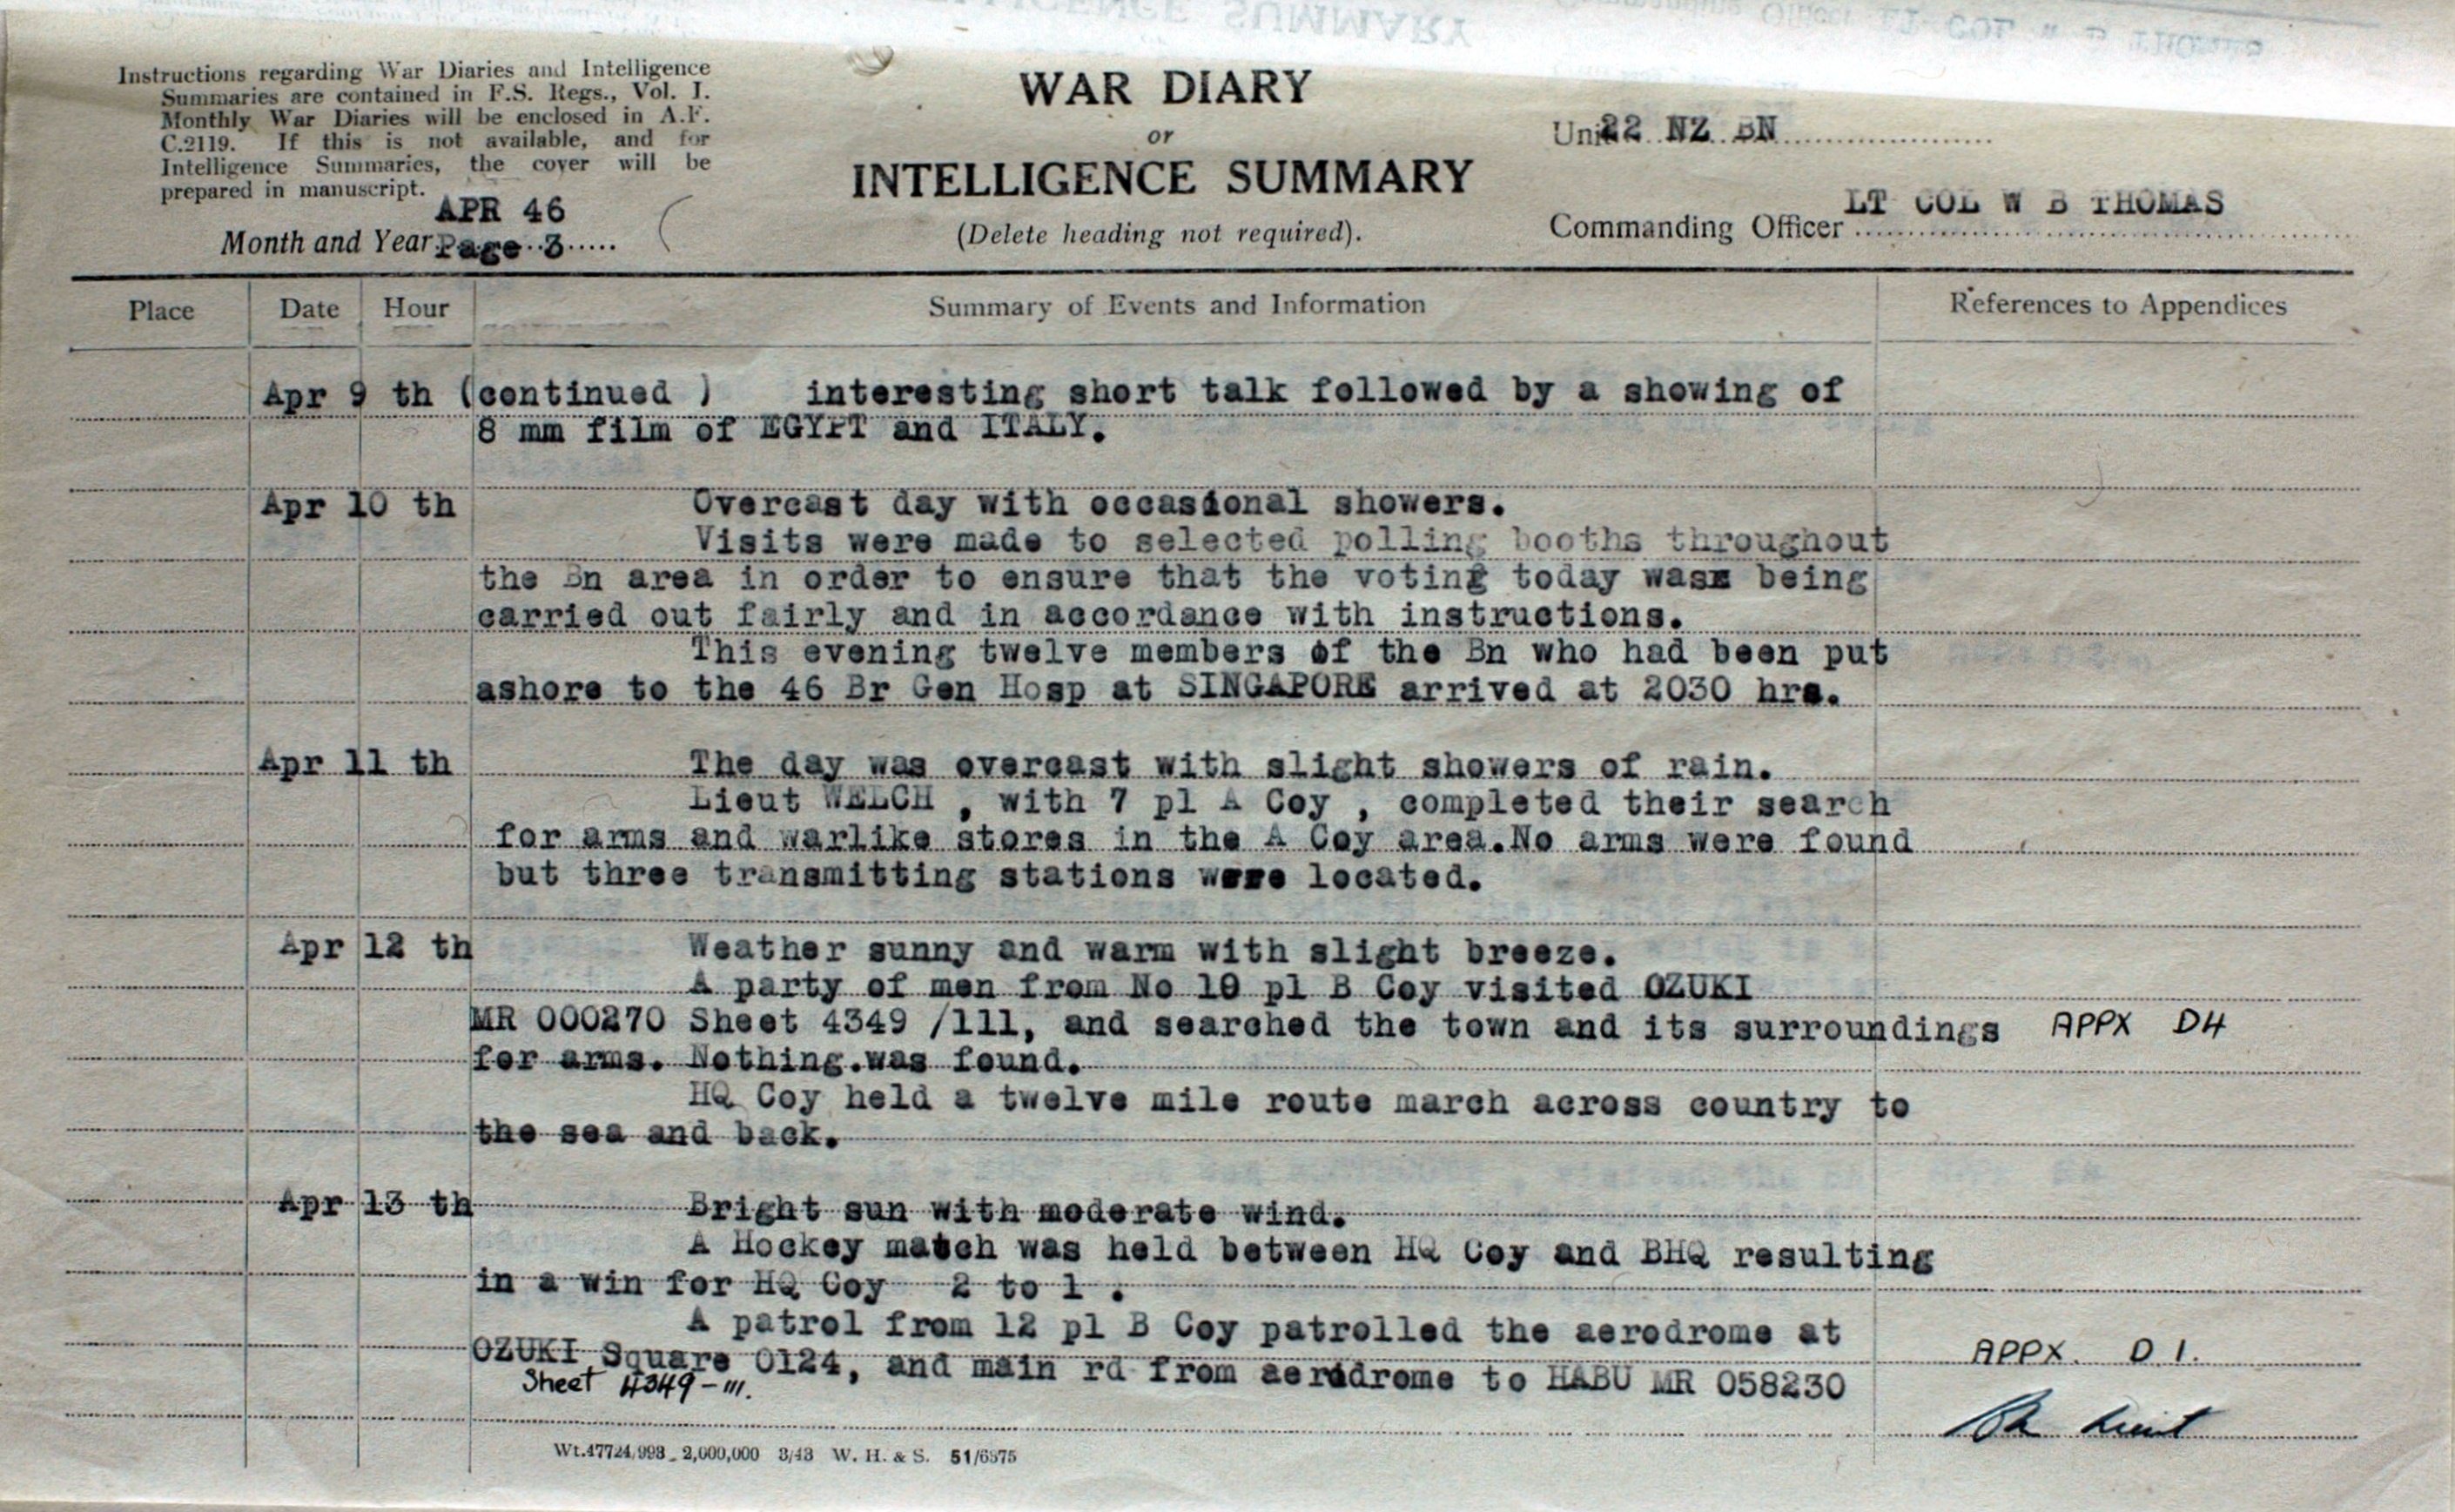 Instructions regarding War Diaries and Intelligence
Summaries are contained in F.S. Regs., Vol. I.
Monthly War Diaries will be enclosed in A.F.
C.2119. If this is not available, and for
Intelligence Summaries, the cover will be
prepared in manuscript.
APR 46
Month and Year Page 3
WAR DIARY
or
INTELLIGENCE SUMMARY
(Delete heading not required).
Unit 22 NZ BN
LT COL W B THOMAS
Commanding Officer
Place Date Hour Summary of Events and Information References to Appendices
Apr 9 th (continued ) interesting short talk followed by a showing of
8 mm film of EGYPT and ITALY.
Apr 10 th Overcast day with occasional showers.
Visits were made to selected polling booths throughout
the Bn area in order to ensure that the voting today wasx being
carried out fairly and in accordance with instructions.
This evening twelve members of the Bn who had been put
ashore to the 46 Br Gen Hosp at SINGAPORE arrived at 2030 hrs.
Apr 11 th The day was overcast with slight showers of rain.
Lieut WELCH , with 7 pl A Coy , completed their search
for arms and warlike stores in the A Coy area.No arms were found
but three transmitting stations were located.
Apr 12 th Weather sunny and warm with slight breeze.
A party of men from No 10 pl B Coy visited OZUKI
MR 000270 Sheet 4349 /111, and searched the town and its surroundings APPX D4
for arms. Nothing.was found.
HQ Coy held a twelve mile route march across country to
the sea and back.
Apr 13 th Bright sun with moderate wind.
A Hockey match was held between HQ Coy and BHQ resulting
in a win for HQ Coy 2 to 1 .
A patrol from 12 pl B Coy patrolled the aerodrome at
OZUKI, Square 0124, and main rd from aerodrome to HABU MR 058230 APPX. D 1.
Sheet 4349-III.
Lieut
Wt.47724/993 2,000,000 3/43 W. H. & S. 51/6375